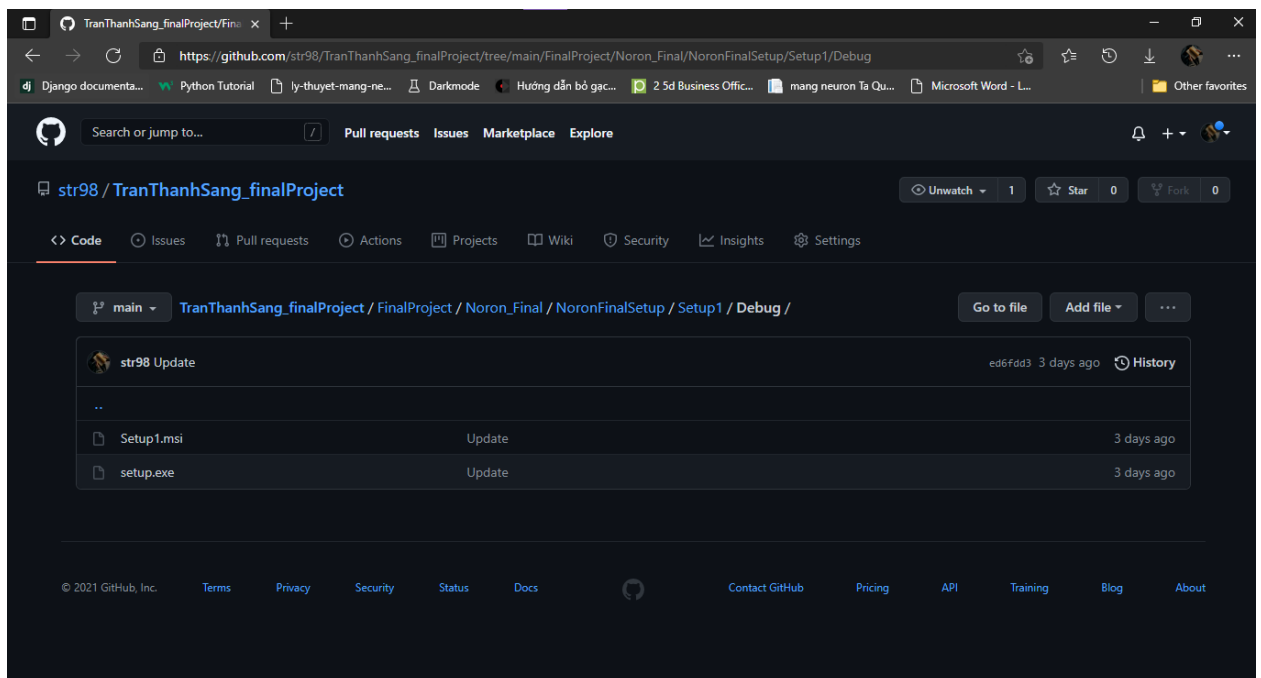 TranThanhSang_finalProject/Fina
https://github.com/str98/TranThanhSang_finalProject/tree/main/FinalProject/Noron_Final/NoronFinalSetup/Setup1/Debug
dj Django documenta... Python Tutorial ly-thuyet-mang-ne... Darkmode Hướng dẫn bỏ gạc... 2 5d Business Offic... mang neuron Ta Qu... Microsoft Word - L... Other favorites
Search or jump to... / Pull requests Issues Marketplace Explore
str98 / TranThanhSang_finalProject Unwatch 1 Star 0 Fork 0
<> Code Issues Pull requests Actions Projects Wiki Security Insights Settings
main TranThanhSang_finalProject / FinalProject / Noron_Final / NoronFinalSetup / Setup1 / Debug / Go to file Add file ...
str98 Update ed6fdd3 3 days ago History
..
Setup1.msi Update 3 days ago
setup.exe Update 3 days ago
© 2021 GitHub, Inc. Terms Privacy Security Status Docs Contact GitHub Pricing API Training Blog About